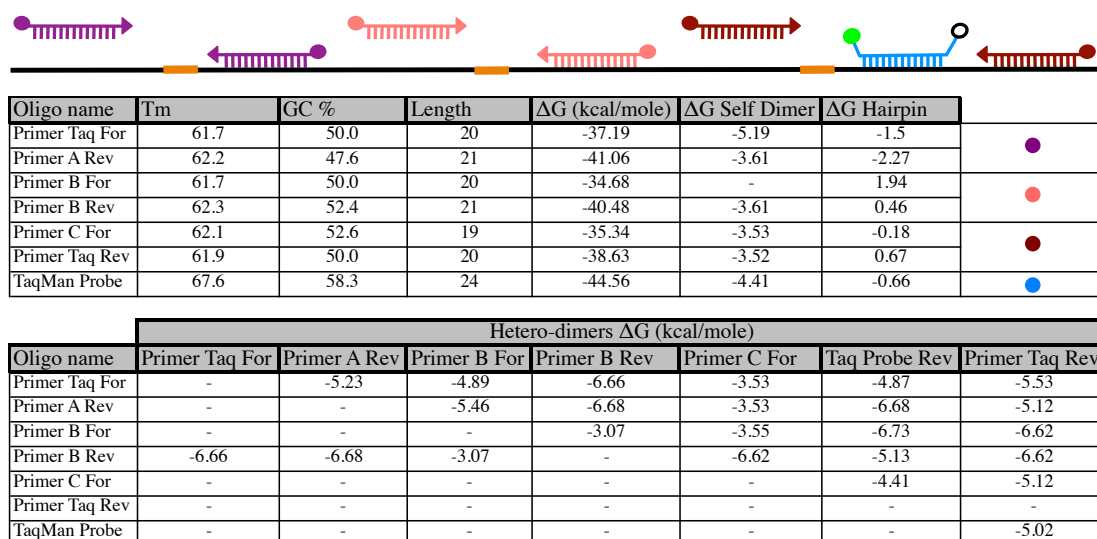 Oligo name Tm GC % Length ΔG (kcal/mole) ΔG Self Dimer ΔG Hairpin
Primer Taq For 61.7 50.0 20 -37.19 -5.19 -1.5
Primer A Rev 62.2 47.6 21 -41.06 -3.61 -2.27
Primer B For 61.7 50.0 20 -34.68 - 1.94
Primer B Rev 62.3 52.4 21 -40.48 -3.61 0.46
Primer C For 62.1 52.6 19 -35.34 -3.53 -0.18
Primer Taq Rev 61.9 50.0 20 -38.63 -3.52 0.67
TaqMan Probe 67.6 58.3 24 -44.56 -4.41 -0.66
Hetero-dimers ΔG (kcal/mole)
Oligo name Primer Taq For Primer A Rev Primer B For Primer B Rev Primer C For Taq Probe Rev Primer Taq Rev
Primer Taq For - -5.23 -4.89 -6.66 -3.53 -4.87 -5.53
Primer A Rev - - -5.46 -6.68 -3.53 -6.68 -5.12
Primer B For - - - -3.07 -3.55 -6.73 -6.62
Primer B Rev -6.66 -6.68 -3.07 - -6.62 -5.13 -6.62
Primer C For - - - - - -4.41 -5.12
Primer Taq Rev - - - - - - -
TaqMan Probe - - - - - - -5.02